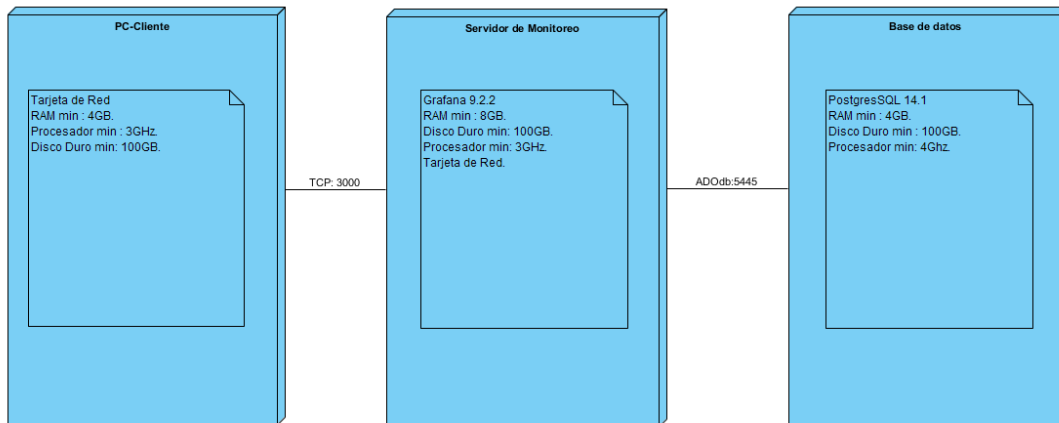 PC-Cliente
Tarjeta de Red
RAM min : 4GB.
Procesador min : 3GHz.
Disco Duro min: 100GB.
TCP: 3000
Servidor de Monitoreo
Grafana 9.2.2
RAM min : 8GB.
Disco Duro min: 100GB.
Procesador min: 3GHz.
Tarjeta de Red.
ADOdb:5445
Base de datos
PostgresSQL 14.1
RAM min : 4GB.
Disco Duro min : 100GB.
Procesador min: 4Ghz.